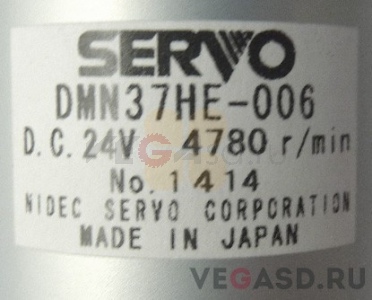 SERVO
DMN37HE-006
D.C.24V 4780 r/min
No.1414
NIDEC SERVO CORPORATION
MADE IN JAPAN
VEGASD.RU